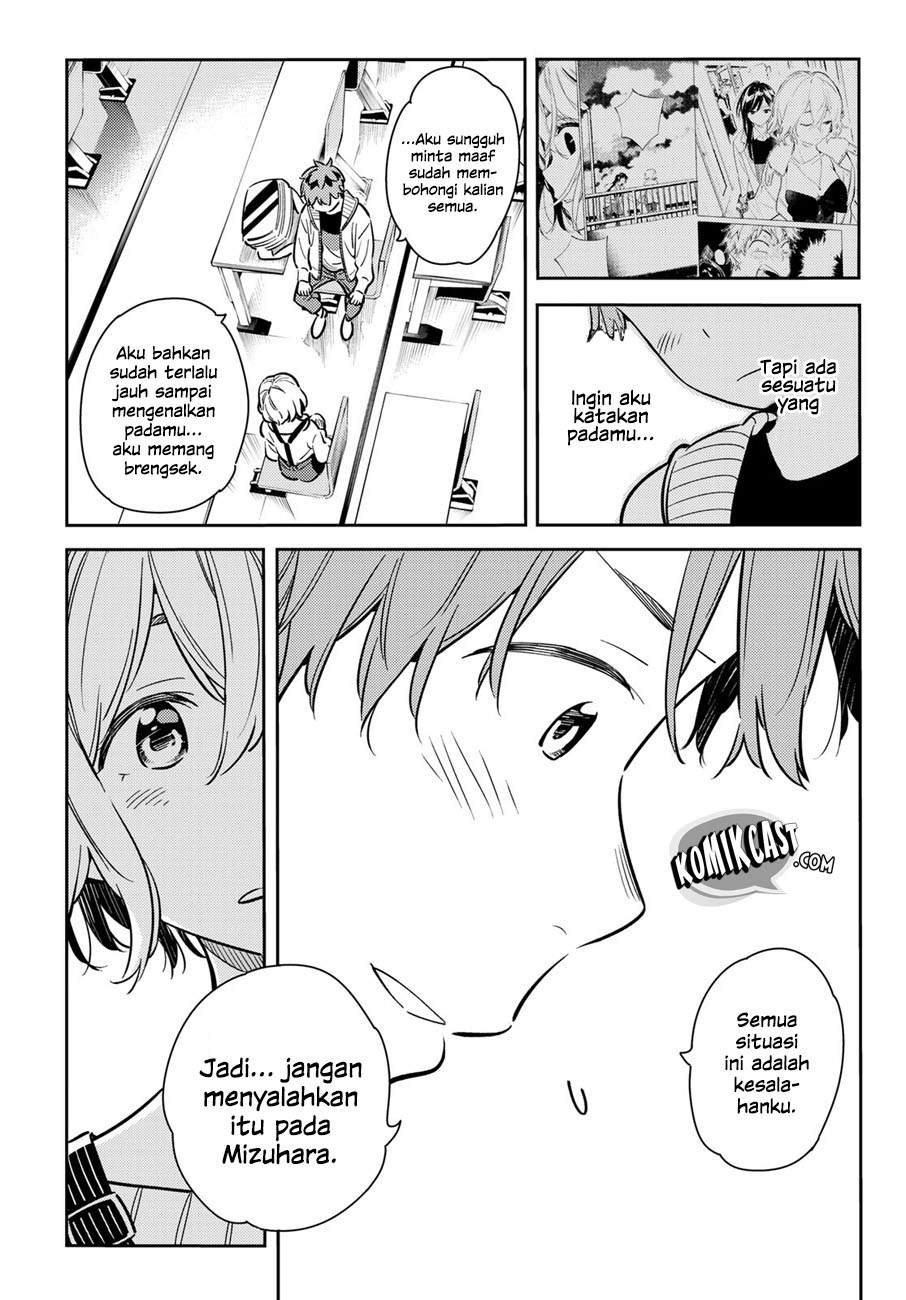 ...Aku sungguh
minta maaf
sudah mem-
bohongi kalian
semua.
Aku bahkan
sudah terlalu
jauh sampai
mengenalkan
padamu...
aku memang
brengsek.
Tapi ada
sesuatu
yang
Ingin aku
katakan
padamu...
KOMIKCAST
.COM
Semua
situasi
ini adalah
kesala-
hanku.
Jadi... jangan
menyalahkan
itu pada
Mizuhara.